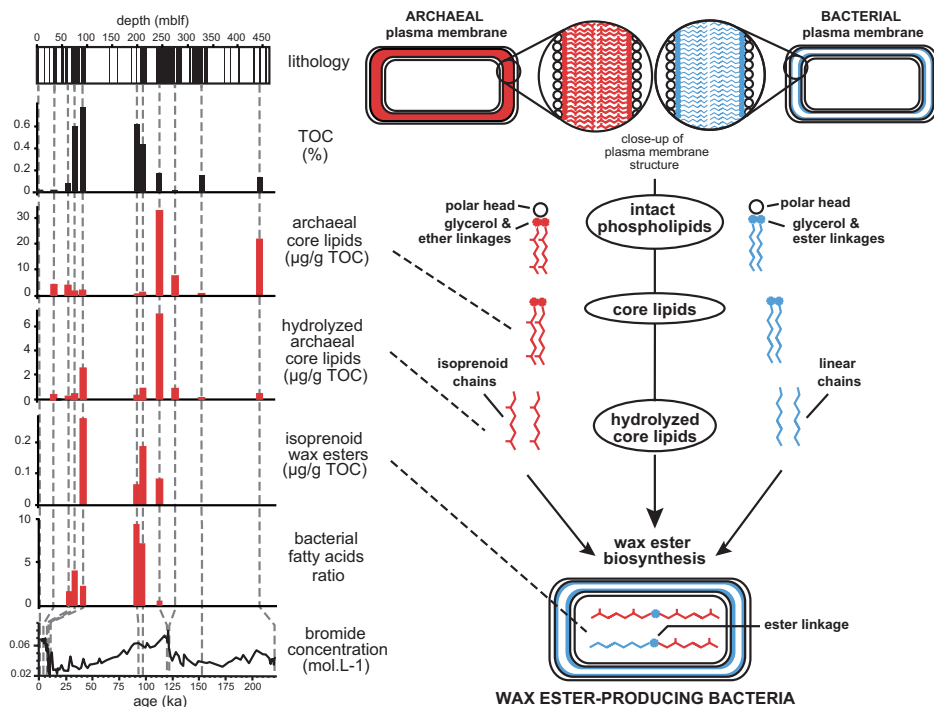 depth (mblf)
0 50 100 150 200 250 300 350 400 450
lithology
0.6
0.4
0.2
0
TOC
(%)
30
20
10
0
archaeal
core lipids
(µg/g TOC)
6
4
2
0
hydrolyzed
archaeal
core lipids
(µg/g TOC)
0.2
0.1
0
isoprenoid
wax esters
(µg/g TOC)
10
5
0
bacterial
fatty acids
ratio
0.06
0.02
bromide
concentration
(mol.L-1)
0 25 50 75 100 125 150 175 200
age (ka)
ARCHAEAL
plasma membrane
BACTERIAL
plasma membrane
close-up of
plasma membrane
structure
polar head
glycerol &
ether linkages
intact
phospholipids
polar head
glycerol &
ester linkages
core lipids
isoprenoid
chains
linear
chains
hydrolyzed
core lipids
wax ester
biosynthesis
ester linkage
WAX ESTER-PRODUCING BACTERIA